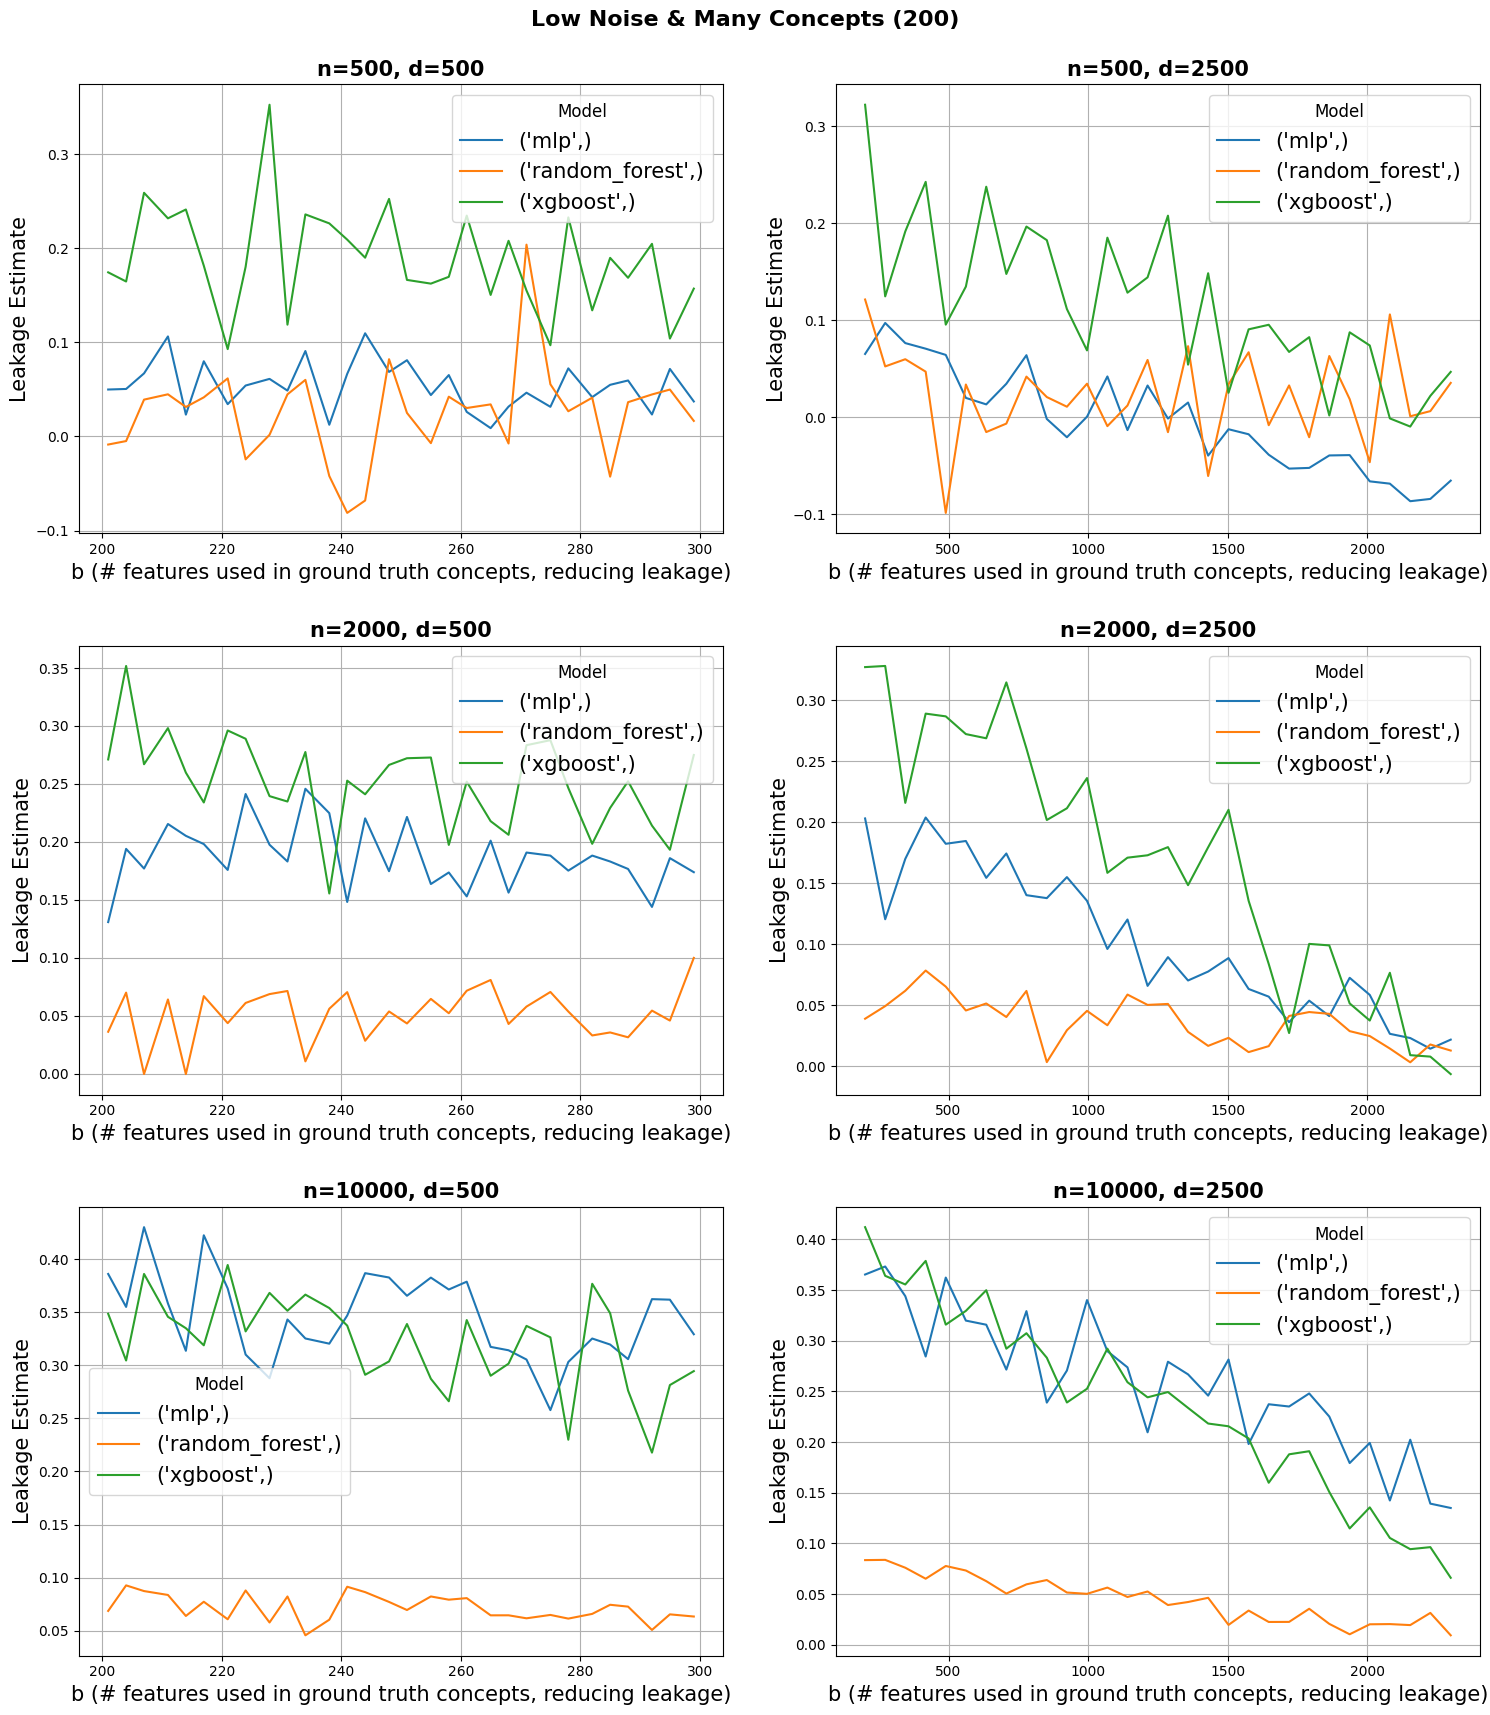 Low Noise & Many Concepts (200)
n=500, d=500
Leakage Estimate
0.3
0.2
0.1
0.0
−0.1
200 220 240 260 280 300
b (# features used in ground truth concepts, reducing leakage)
Model
('mlp',)
('random_forest',)
('xgboost',)
n=500, d=2500
Leakage Estimate
0.3
0.2
0.1
0.0
−0.1
500 1000 1500 2000
b (# features used in ground truth concepts, reducing leakage)
Model
('mlp',)
('random_forest',)
('xgboost',)
n=2000, d=500
Leakage Estimate
0.35
0.30
0.25
0.20
0.15
0.10
0.05
0.00
200 220 240 260 280 300
b (# features used in ground truth concepts, reducing leakage)
Model
('mlp',)
('random_forest',)
('xgboost',)
n=2000, d=2500
Leakage Estimate
0.30
0.25
0.20
0.15
0.10
0.05
0.00
500 1000 1500 2000
b (# features used in ground truth concepts, reducing leakage)
Model
('mlp',)
('random_forest',)
('xgboost',)
n=10000, d=500
Leakage Estimate
0.40
0.35
0.30
0.25
0.20
0.15
0.10
0.05
200 220 240 260 280 300
b (# features used in ground truth concepts, reducing leakage)
Model
('mlp',)
('random_forest',)
('xgboost',)
n=10000, d=2500
Leakage Estimate
0.40
0.35
0.30
0.25
0.20
0.15
0.10
0.05
0.00
500 1000 1500 2000
b (# features used in ground truth concepts, reducing leakage)
Model
('mlp',)
('random_forest',)
('xgboost',)